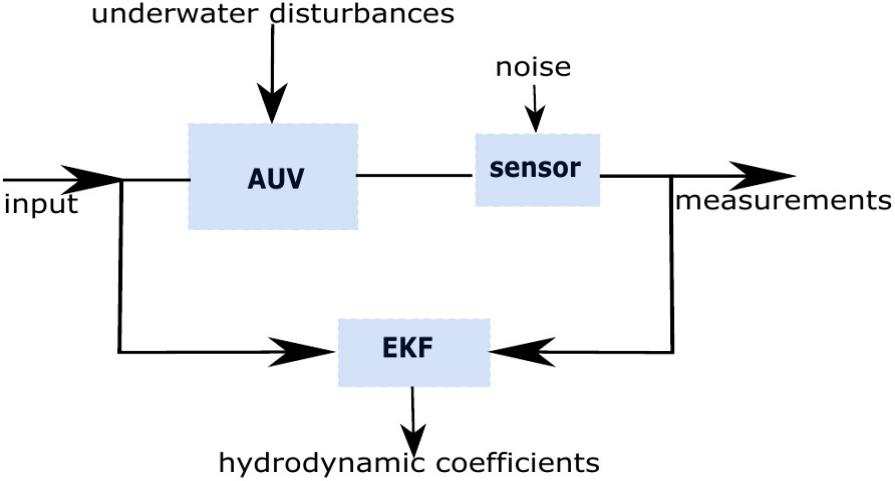 underwater disturbances
noise
AUV
sensor
input
measurements
EKF
hydrodynamic coefficients